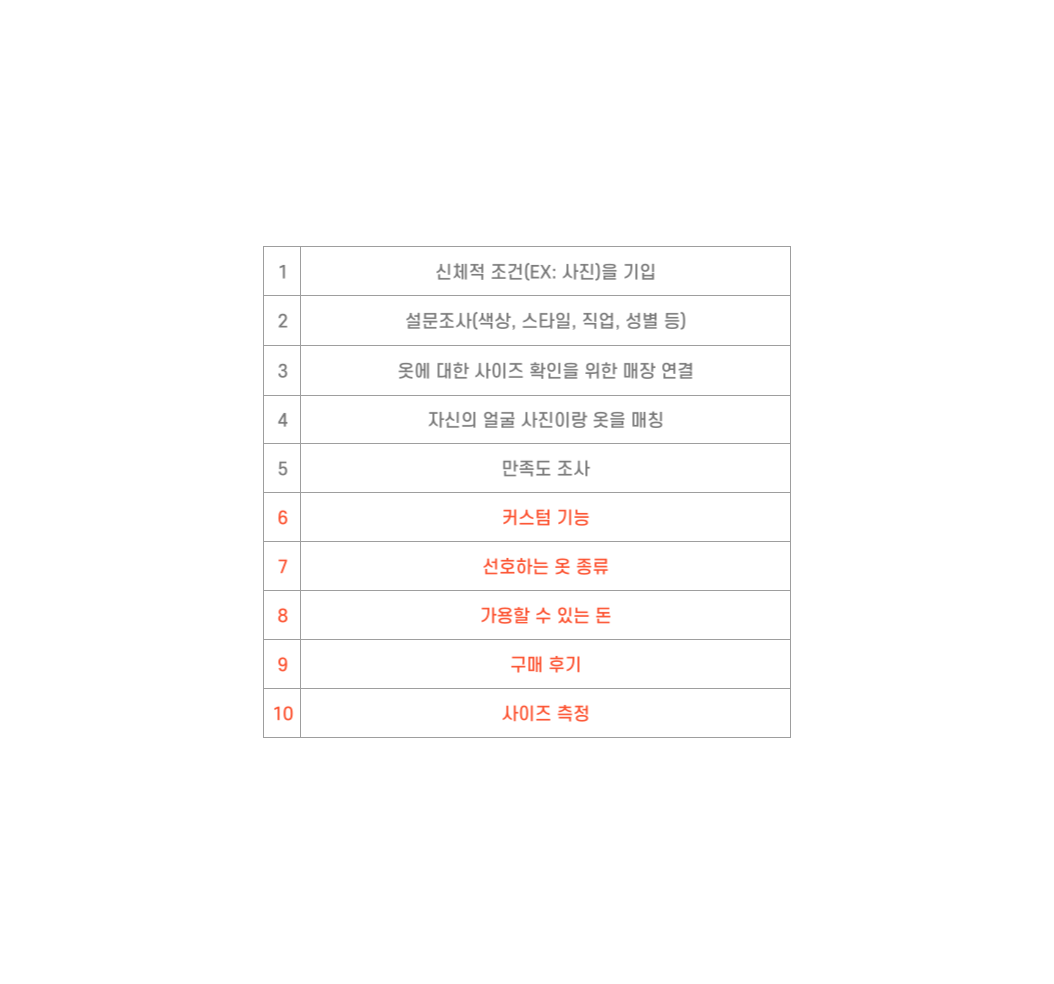 1 신체적 조건(EX: 사진)을 기입
2 설문조사(색상, 스타일, 직업, 성별 등)
3 옷에 대한 사이즈 확인을 위한 매장 연결
4 자신의 얼굴 사진이랑 옷을 매칭
5 만족도 조사
6 커스텀 기능
7 선호하는 옷 종류
8 가용할 수 있는 돈
9 구매 후기
10 사이즈 측정